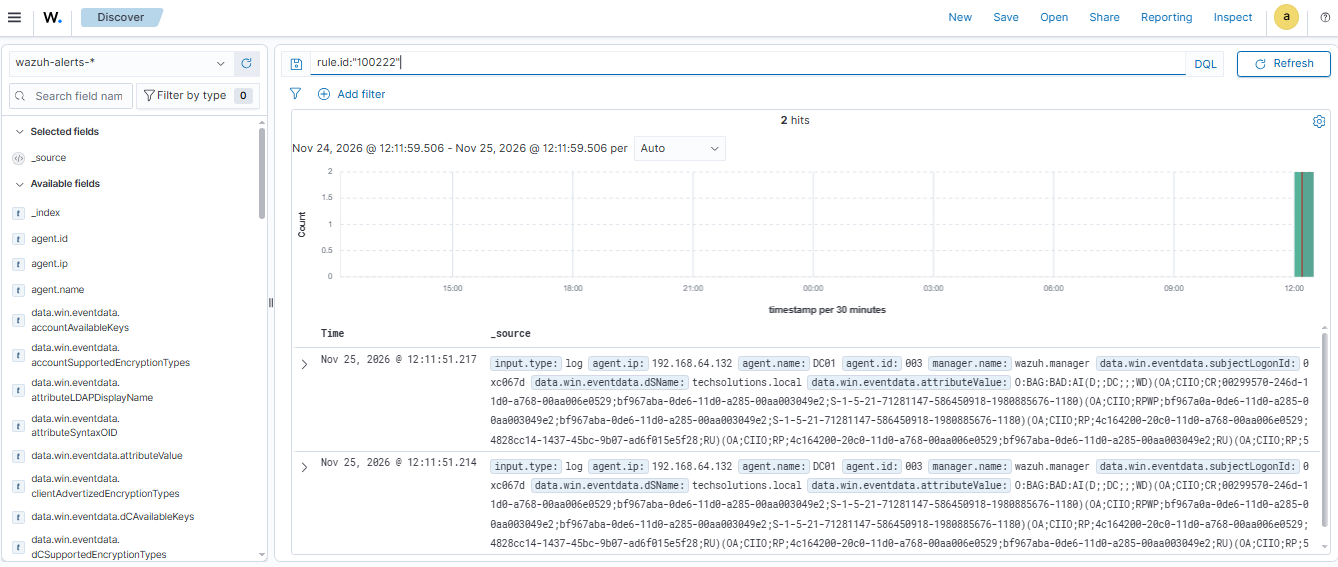 W.
Discover
New
Save
Open
Share
Reporting
Inspect
a
wazuh-alerts-*
Search field nam
Filter by type 0
Selected fields
_source
Available fields
t _index
t agent.id
t agent.ip
t agent.name
t data.win.eventdata.
accountAvailableKeys
t data.win.eventdata.
accountSupportedEncryptionTypes
t data.win.eventdata.
attributeLDAPDisplayName
t data.win.eventdata.
attributeSyntaxOID
t data.win.eventdata.attributeValue
t data.win.eventdata.
clientAdvertizedEncryptionTypes
t data.win.eventdata.dCAvailableKeys
t data.win.eventdata.
dCSupportedEncryptionTypes
rule.id:"100222"
DQL
Refresh
Add filter
2 hits
Nov 24, 2026 @ 12:11:59.506 - Nov 25, 2026 @ 12:11:59.506 per Auto
Count
2
1.5
1
0.5
0
15:00 18:00 21:00 00:00 03:00 06:00 09:00 12:00
timestamp per 30 minutes
Time _source
Nov 25, 2026 @ 12:11:51.217 input.type: log agent.ip: 192.168.64.132 agent.name: DC01 agent.id: 003 manager.name: wazuh.manager data.win.eventdata.subjectLogonId: 0
xc067d data.win.eventdata.dSName: techsolutions.local data.win.eventdata.attributeValue: O:BAG:BAD:AI(D;;DC;;;WD)(OA;CIIO;CR;00299570-246d-1
1d0-a768-00aa006e0529;bf967aba-0de6-11d0-a285-00aa003049e2;S-1-5-21-71281147-586450918-1980885676-1180)(OA;CIIO;RPWP;bf967a0a-0de6-11d0-a285-0
0aa003049e2;bf967aba-0de6-11d0-a285-00aa003049e2;S-1-5-21-71281147-586450918-1980885676-1180)(OA;CIIO;RP;4c164200-20c0-11d0-a768-00aa006e0529;
4828cc14-1437-45bc-9b07-ad6f015e5f28;RU)(OA;CIIO;RP;4c164200-20c0-11d0-a768-00aa006e0529;bf967aba-0de6-11d0-a285-00aa003049e2;RU)(OA;CIIO;RP;5
Nov 25, 2026 @ 12:11:51.214 input.type: log agent.ip: 192.168.64.132 agent.name: DC01 agent.id: 003 manager.name: wazuh.manager data.win.eventdata.subjectLogonId: 0
xc067d data.win.eventdata.dSName: techsolutions.local data.win.eventdata.attributeValue: O:BAG:BAD:AI(D;;DC;;;WD)(OA;CIIO;CR;00299570-246d-1
1d0-a768-00aa006e0529;bf967aba-0de6-11d0-a285-00aa003049e2;S-1-5-21-71281147-586450918-1980885676-1180)(OA;CIIO;RPWP;bf967a0a-0de6-11d0-a285-0
0aa003049e2;bf967aba-0de6-11d0-a285-00aa003049e2;S-1-5-21-71281147-586450918-1980885676-1180)(OA;CIIO;RP;4c164200-20c0-11d0-a768-00aa006e0529;
4828cc14-1437-45bc-9b07-ad6f015e5f28;RU)(OA;CIIO;RP;4c164200-20c0-11d0-a768-00aa006e0529;bf967aba-0de6-11d0-a285-00aa003049e2;RU)(OA;CIIO;RP;5